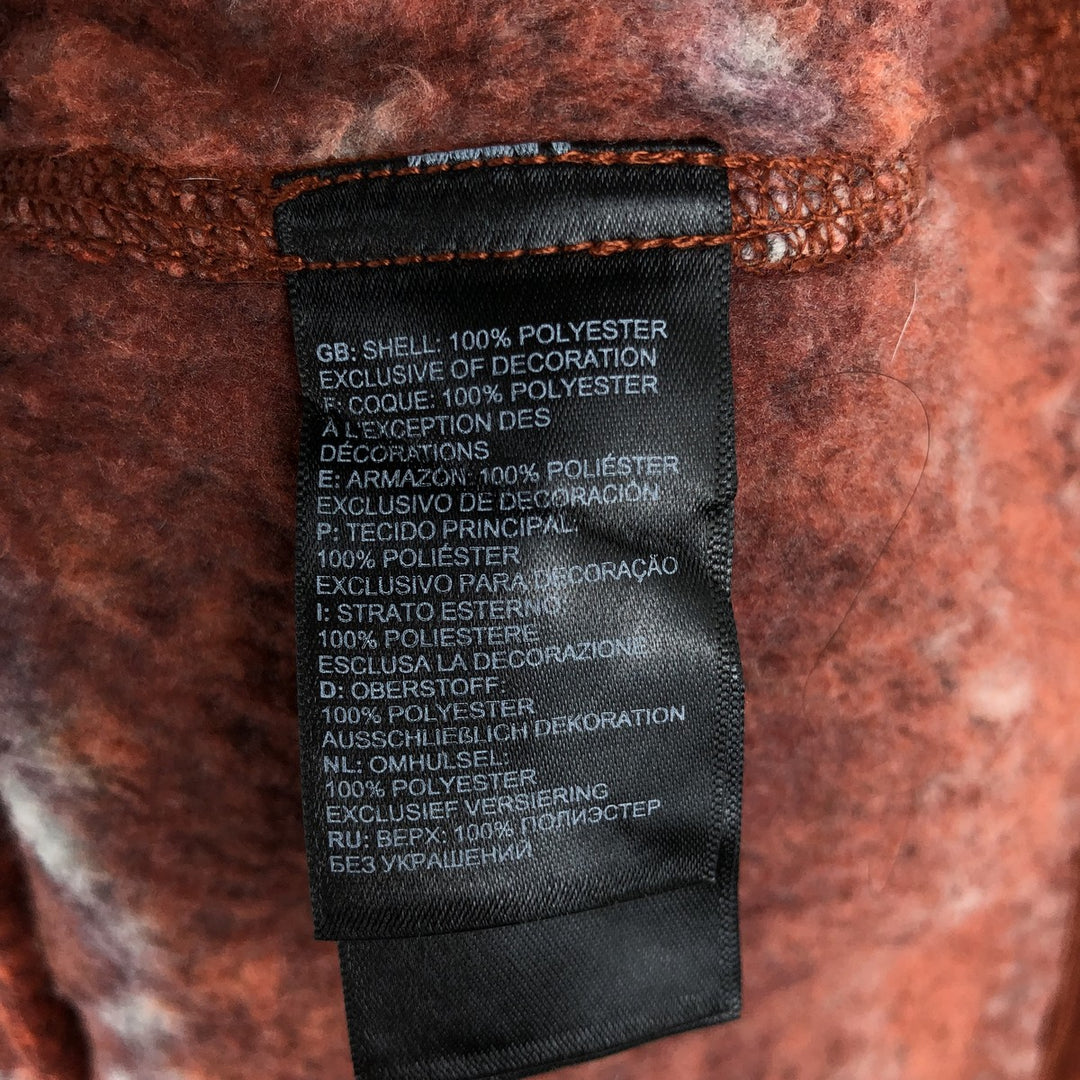 GB: SHELL: 100% POLYESTER
EXCLUSIVE OF DECORATION
F: COQUE: 100% POLYESTER
À L'EXCEPTION DES
DÉCORATIONS
E: ARMAZÓN: 100% POLIÉSTER
EXCLUSIVO DE DECORACIÓN
P: TECIDO PRINCIPAL:
100% POLIÉSTER
EXCLUSIVO PARA DECORAÇÃO
I: STRATO ESTERNO:
100% POLIESTERE
ESCLUSA LA DECORAZIONE
D: OBERSTOFF:
100% POLYESTER
AUSSCHLIEßLICH DEKORATION
NL: OMHULSEL:
100% POLYESTER
EXCLUSIEF VERSIERING
RU: ВЕРХ: 100% ПОЛИЭСТЕР
БЕЗ УКРАШЕНИЙ